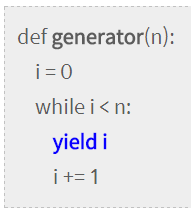 def generator(n):
    i = 0
    while i < n:
        yield i
        i += 1